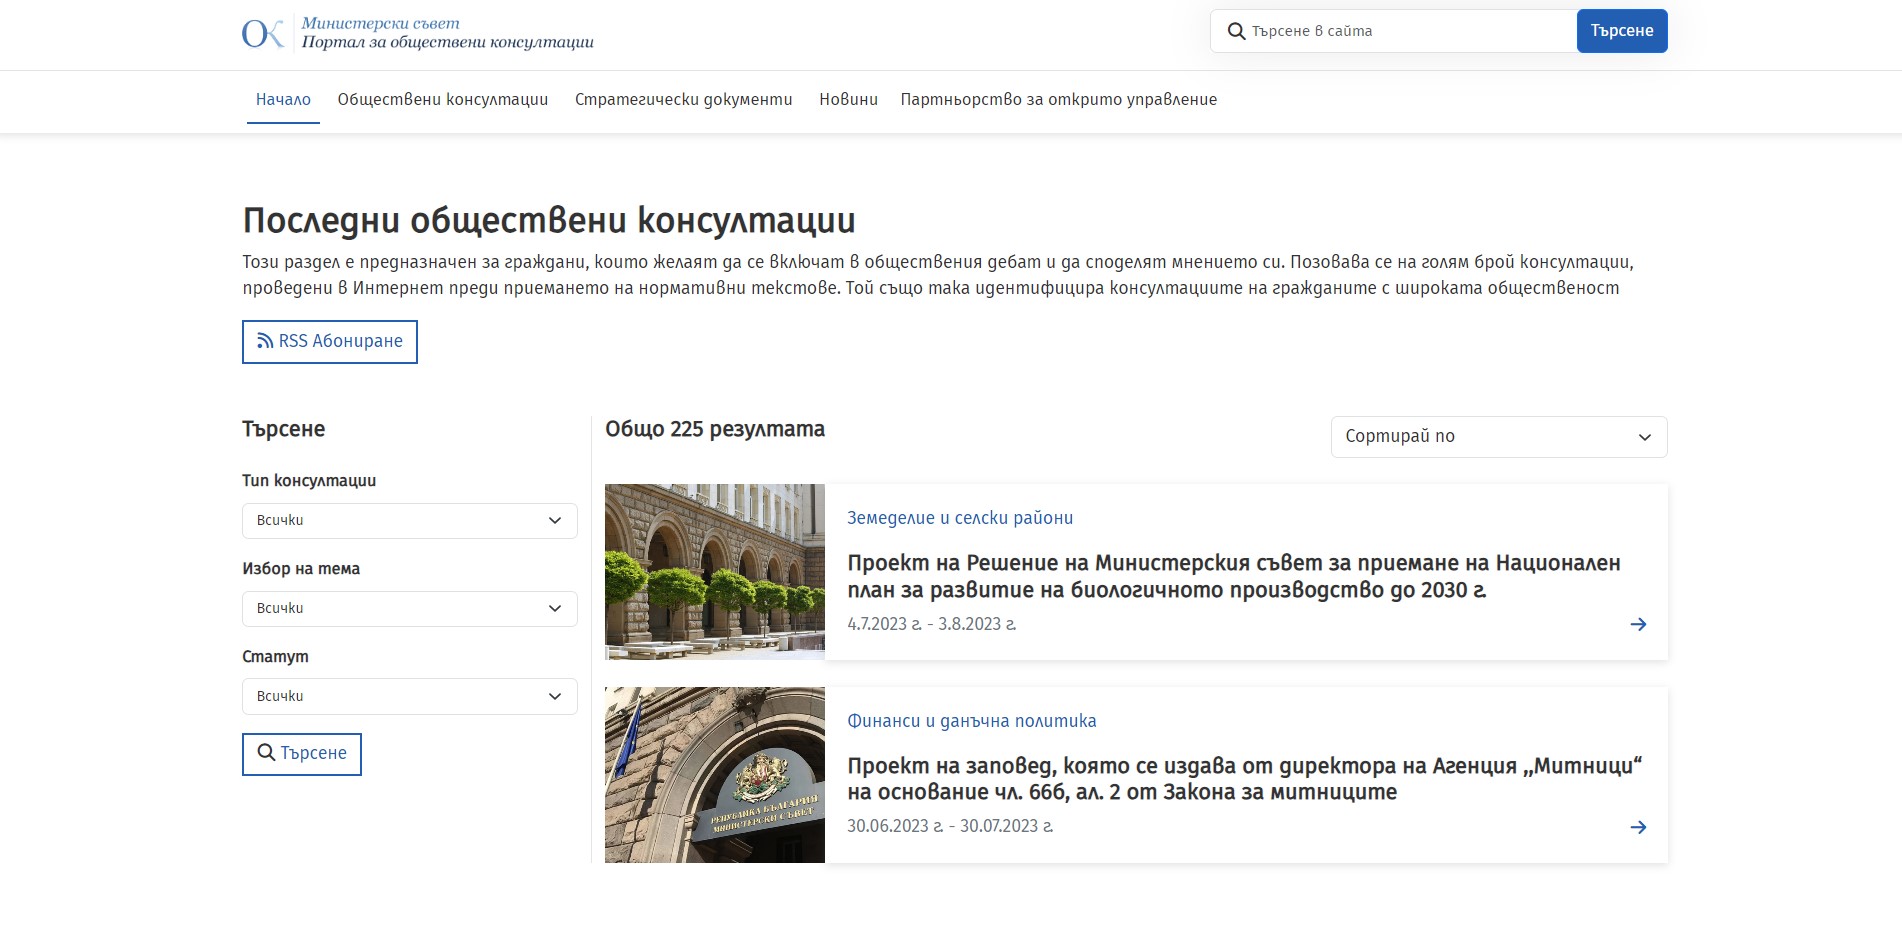 Министерски съвет
Портал за обществени консултации
Търсене в сайта
Търсене
Начало
Обществени консултации
Стратегически документи
Новини
Партньорство за открито управление
Последни обществени консултации
Този раздел е предназначен за граждани, които желаят да се включат в обществения дебат и да споделят мнението си. Позовава се на голям брой консултации,
проведени в Интернет преди приемането на нормативни текстове. Той също така идентифицира консултациите на гражданите с широката общественост
RSS Абониране
Търсене
Тип консултации
Всички
Избор на тема
Всички
Статут
Всички
Търсене
Общо 225 резултата
Сортирай по
Земеделие и селски райони
Проект на Решение на Министерския съвет за приемане на Национален
план за развитие на биологичното производство до 2030 г.
4.7.2023 г. - 3.8.2023 г.
РЕПУБЛИКА БЪЛГАРИЯ
МИНИСТЕРСКИ СЪВЕТ
Финанси и данъчна политика
Проект на заповед, която се издава от директора на Агенция „Митници“
на основание чл. 66б, ал. 2 от Закона за митниците
30.06.2023 г. - 30.07.2023 г.